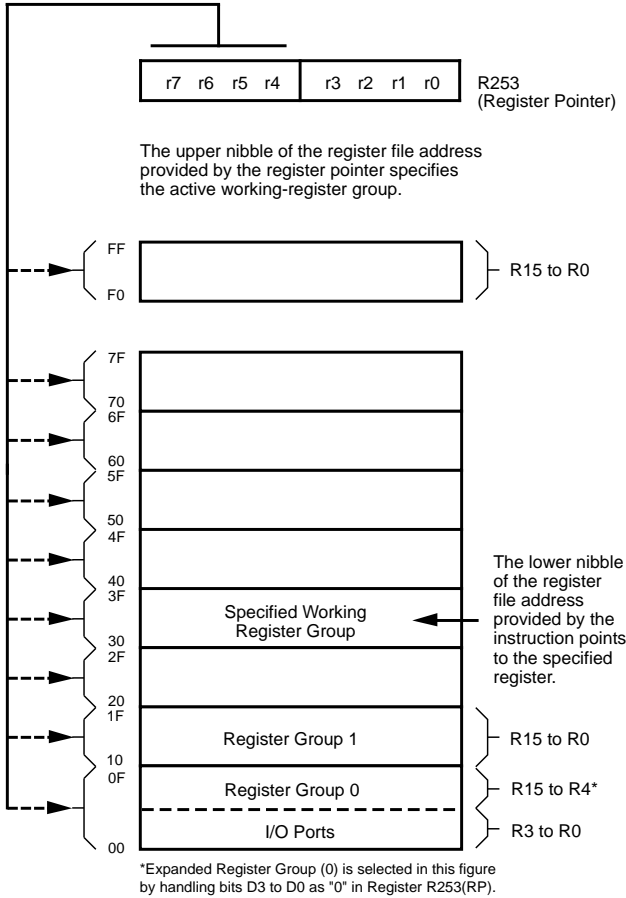 r7 r6 r5 r4 r3 r2 r1 r0
R253
(Register Pointer)
The upper nibble of the register file address
provided by the register pointer specifies
the active working-register group.
FF
F0
R15 to R0
7F
70
6F
60
5F
50
4F
40
3F
30
Specified Working
Register Group
The lower nibble
of the register
file address
provided by the
instruction points
to the specified
register.
2F
20
1F
10
Register Group 1
R15 to R0
0F
00
Register Group 0
R15 to R4*
I/O Ports
R3 to R0
*Expanded Register Group (0) is selected in this figure
by handling bits D3 to D0 as "0" in Register R253(RP).